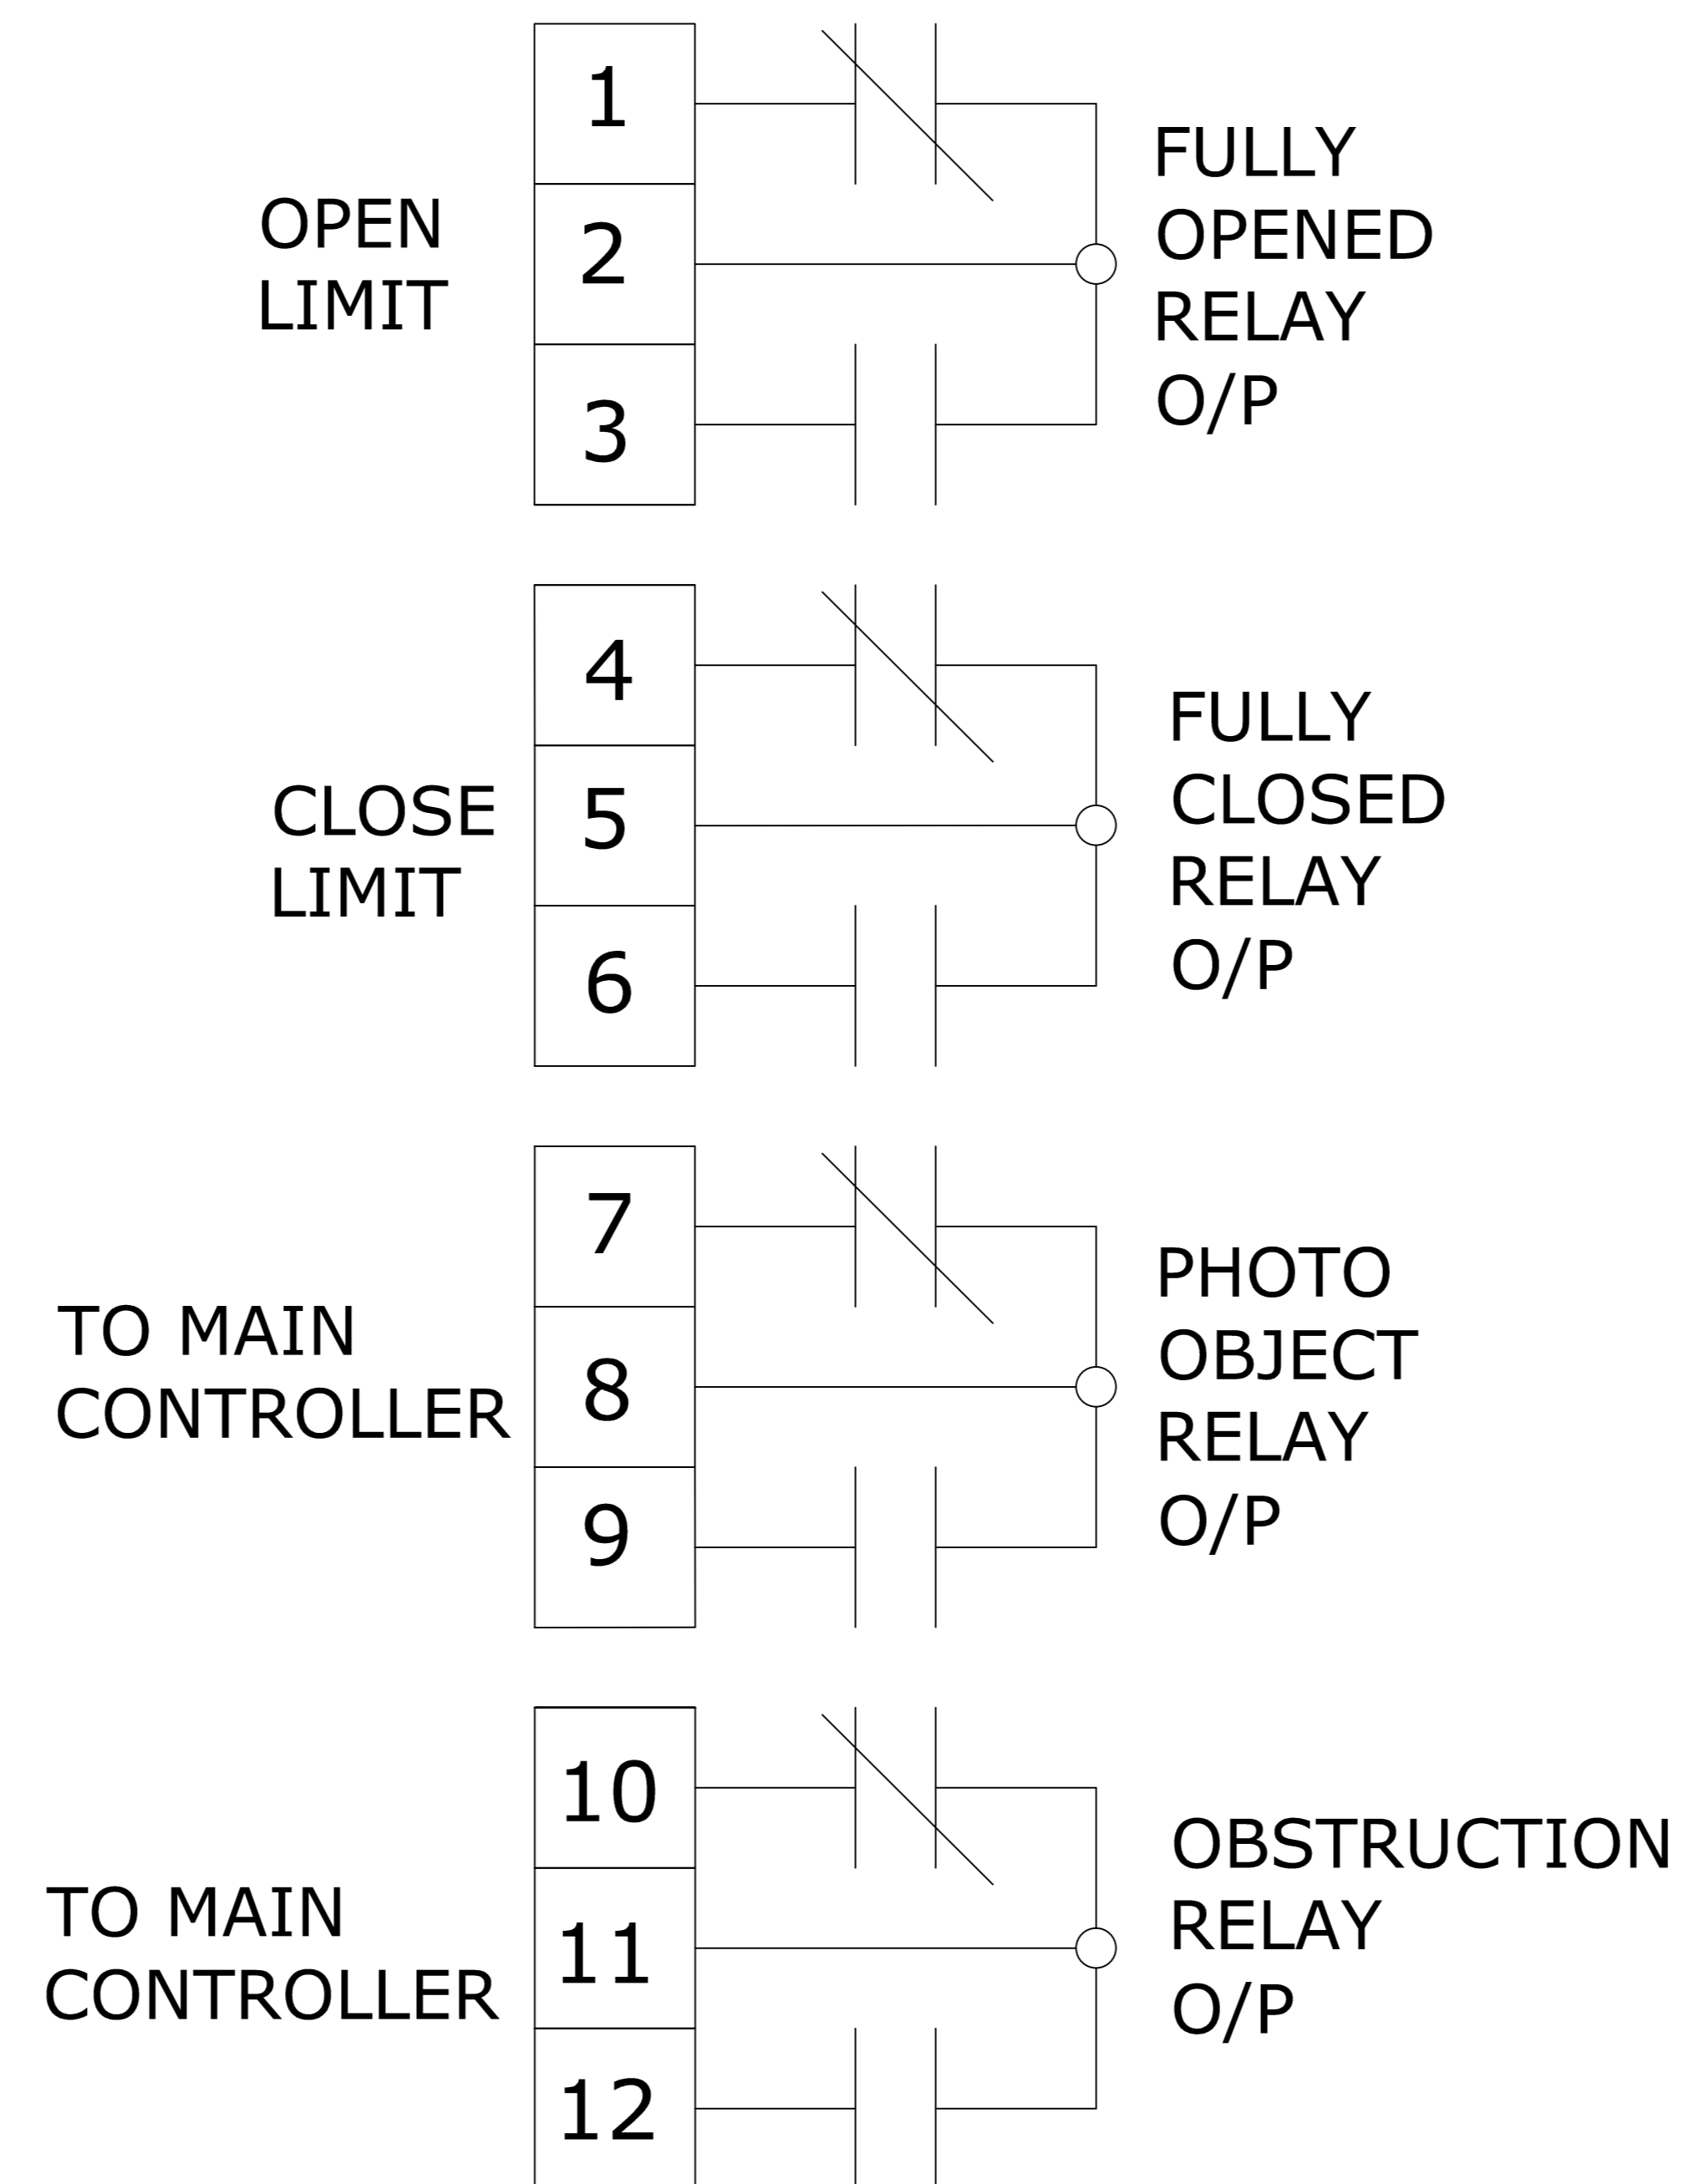 1
FULLY
OPENED
RELAY
O/P
OPEN
LIMIT
2
3
4
FULLY
CLOSED
RELAY
O/P
CLOSE
LIMIT
5
6
7
PHOTO
OBJECT
RELAY
O/P
TO MAIN
CONTROLLER
8
9
10
OBSTRUCTION
RELAY
O/P
TO MAIN
CONTROLLER
11
12